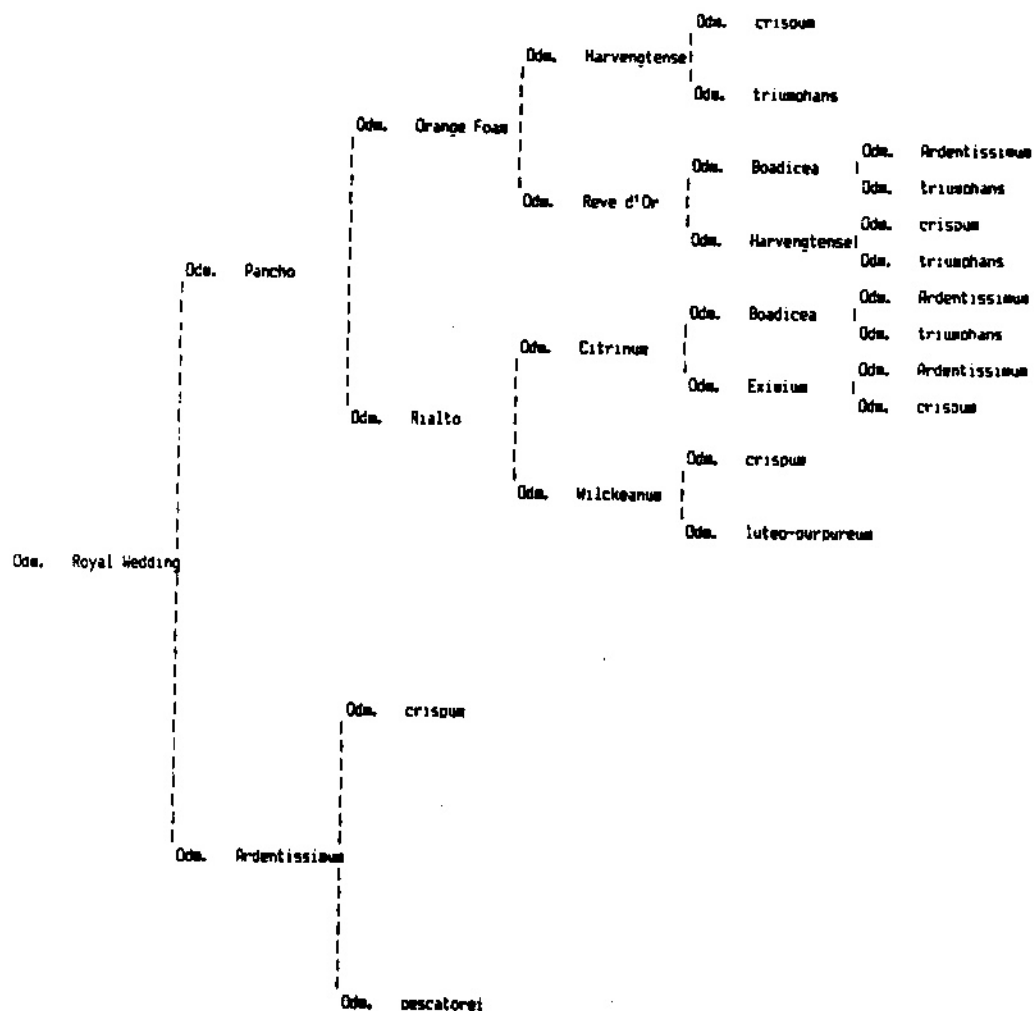 Odm. crispum
Odm. Harvengtense
Odm. triumphans
Odm. Orange Foam
Odm. Ardentissimum
Odm. Boadicea
Odm. triumphans
Odm. Reve d'Or
Odm. crispum
Odm. Harvengtense
Odm. triumphans
Odm. Pancho
Odm. Ardentissimum
Odm. Boadicea
Odm. triumphans
Odm. Citrinum
Odm. Ardentissimum
Odm. Eximium
Odm. crispum
Odm. Rialto
Odm. crispum
Odm. Wilckeanum
Odm. luteo-purpureum
Odm. Royal Wedding
Odm. crispum
Odm. Ardentissimum
Odm. pescatorei